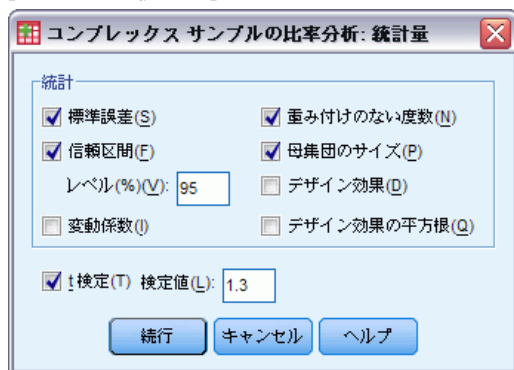 コンプレックス サンプルの比率分析: 統計量
統計
標準誤差(S)
重み付けのない度数(N)
信頼区間(F)
母集団のサイズ(P)
レベル(%)(V): 95
デザイン効果(D)
変動係数(I)
デザイン効果の平方根(Q)
t検定(T) 検定値(L): 1.3
続行 キャンセル ヘルプ